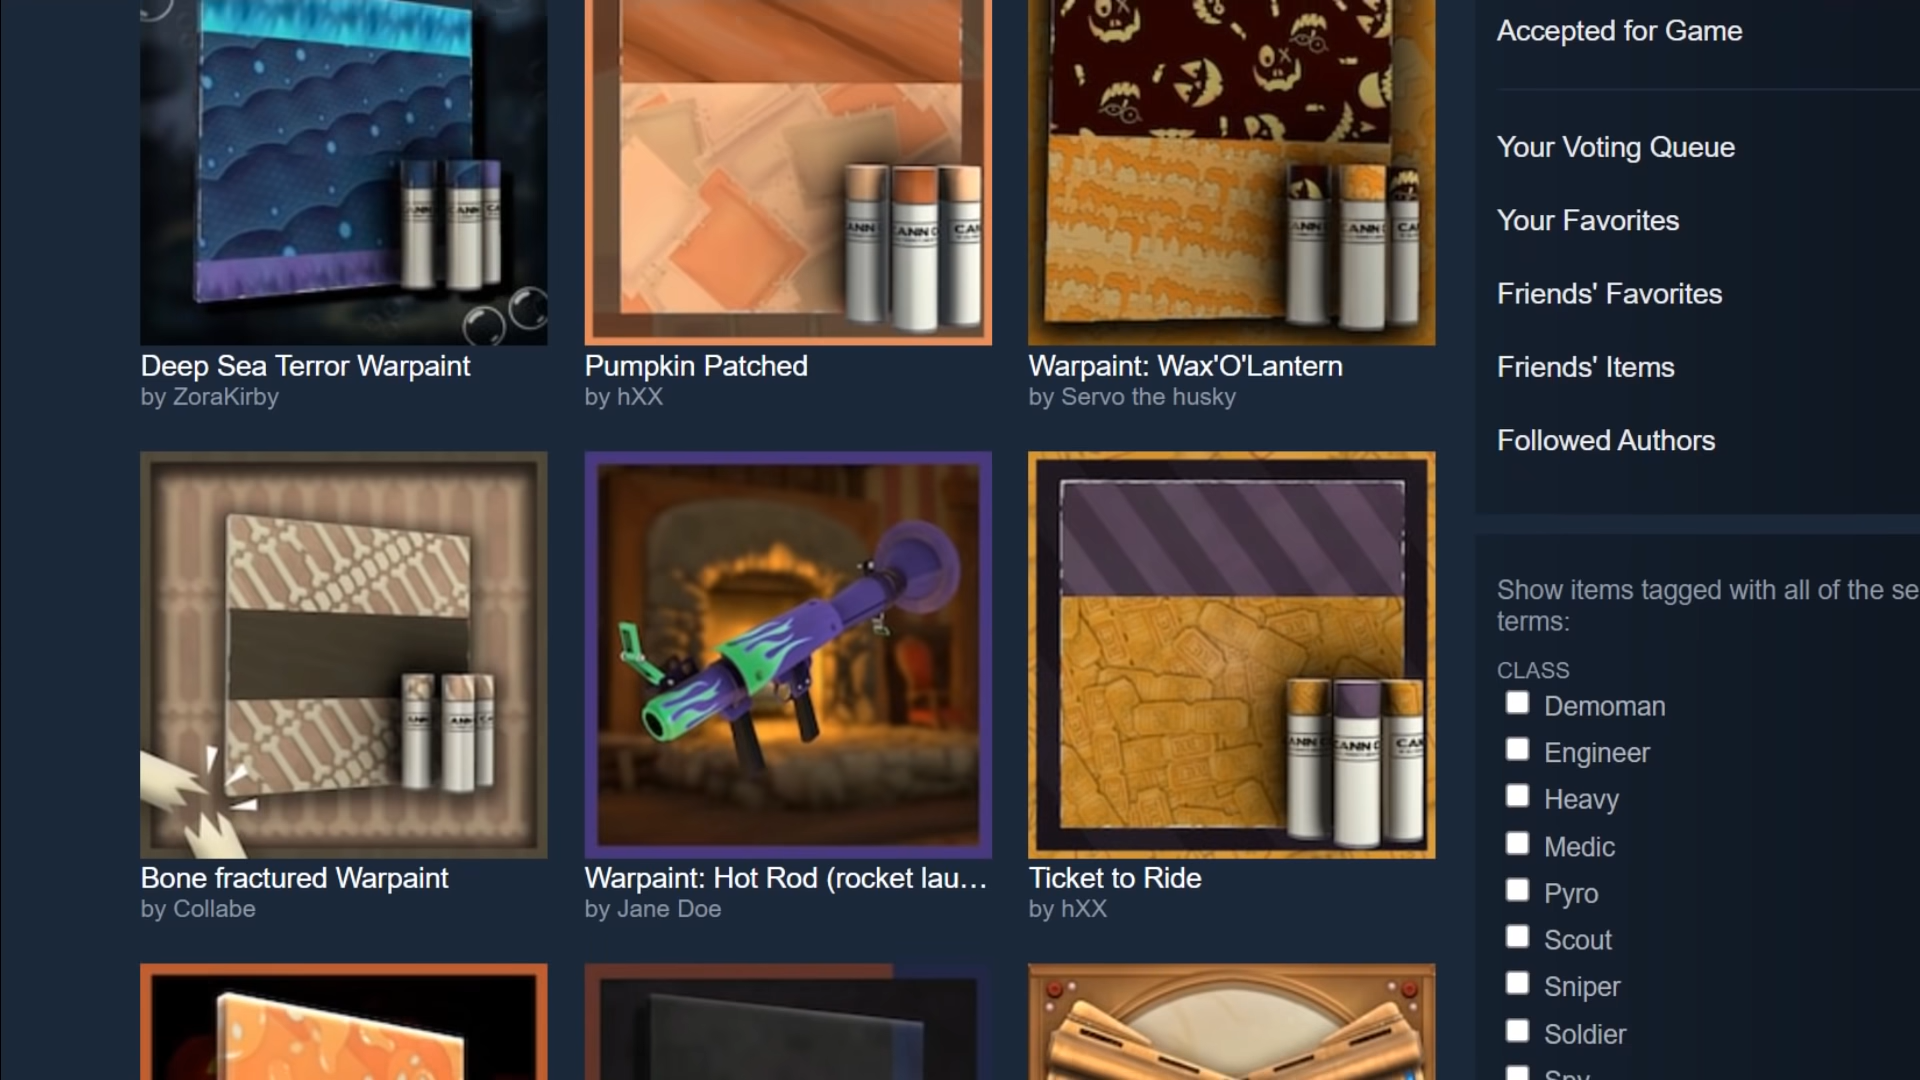 Deep Sea Terror Warpaint
by ZoraKirby
Pumpkin Patched
by hXX
Warpaint: Wax'O'Lantern
by Servo the husky
Bone fractured Warpaint
by Collabe
Warpaint: Hot Rod (rocket lau…
by Jane Doe
Ticket to Ride
by hXX
Accepted for Game
Your Voting Queue
Your Favorites
Friends' Favorites
Friends' Items
Followed Authors
Show items tagged with all of the se
terms:
CLASS
Demoman
Engineer
Heavy
Medic
Pyro
Scout
Sniper
Soldier
Spy